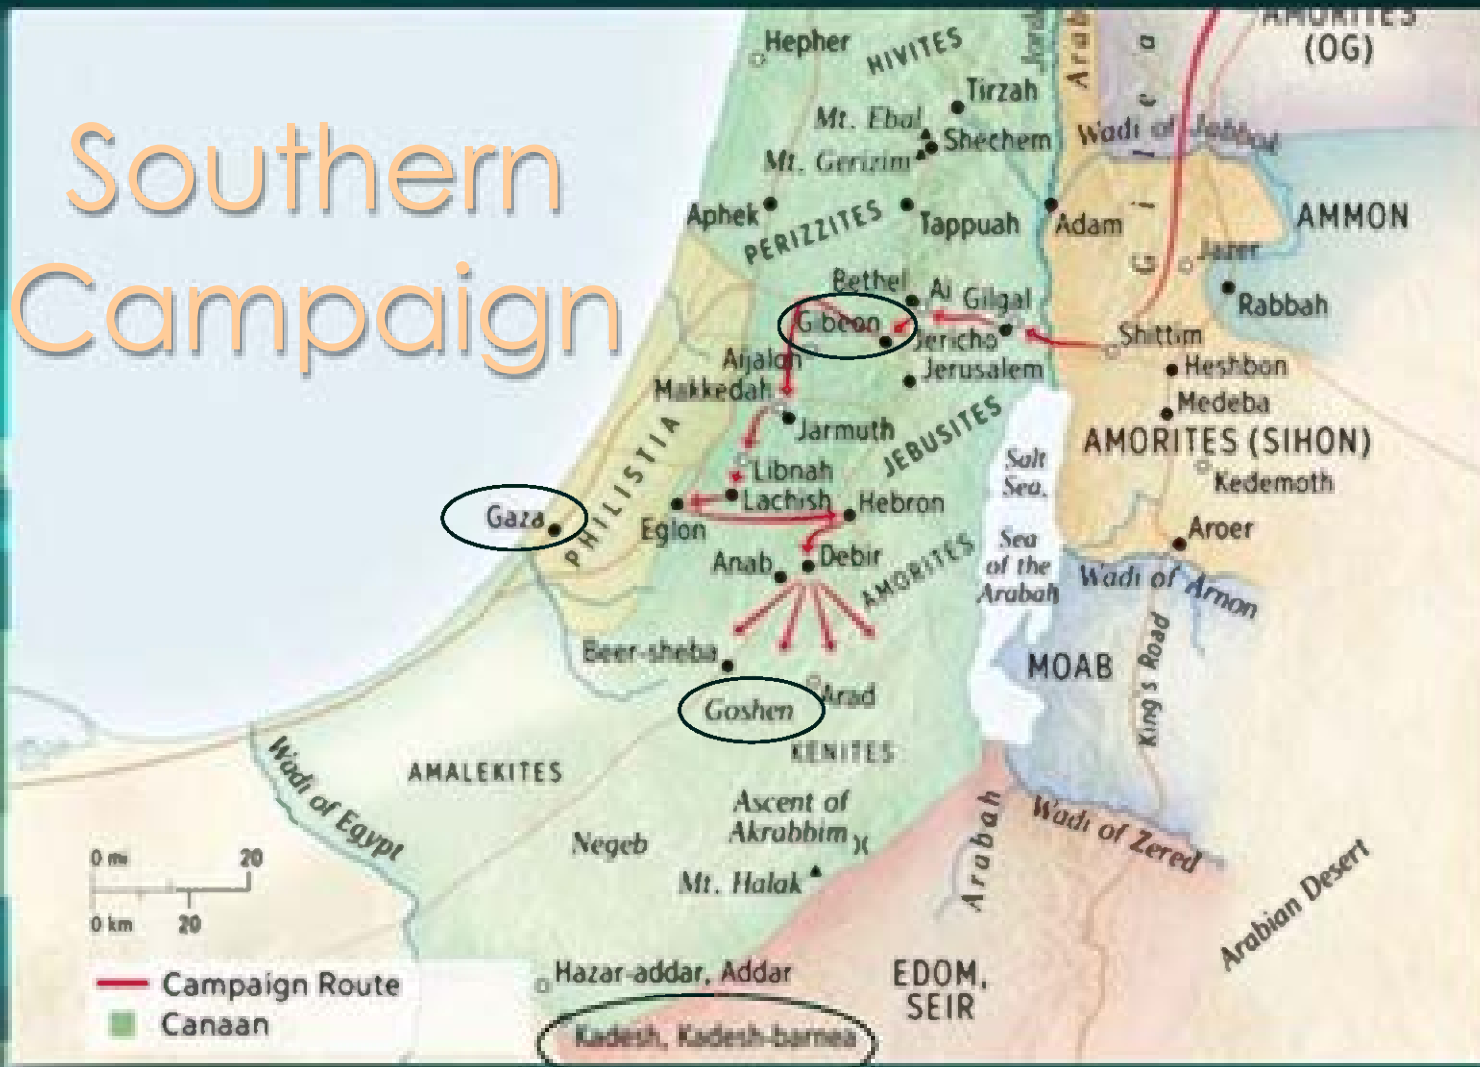 Southern
Campaign
AMORITES
(OG)
Hepher
HIVITES
Tirzah
Mt. Ebal
Shechem
Mt. Gerizim
Wadi of Jabbok
Aphek
PERIZZITES
Tappuah
Adam
AMMON
Gilea
Jazer
Bethel
Ai
Gilgal
Rabbah
Gibeon
Jericho
Shittim
Aijalon
Jerusalem
Heshbon
Makkedah
Medeba
Jarmuth
JEBUSITES
AMORITES (SIHON)
PHILISTIA
Salt
Sea,
Libnah
Kedemoth
Lachish
Hebron
Gaza
Eglon
Aroer
Sea
of the
Arabah
Anab
Debir
AMORITES
Wadi of Arnon
Beer-sheba
MOAB
King's Road
Arad
Goshen
KENITES
AMALEKITES
Wadi of Egypt
Ascent of
Akrabbim
Negeb
Arabah
Wadi of Zered
Mt. Halak
Arabian Desert
0 mi 20
0 km 20
Hazar-addar, Addar
EDOM,
SEIR
Campaign Route
Canaan
Kadesh, Kadesh-barnea